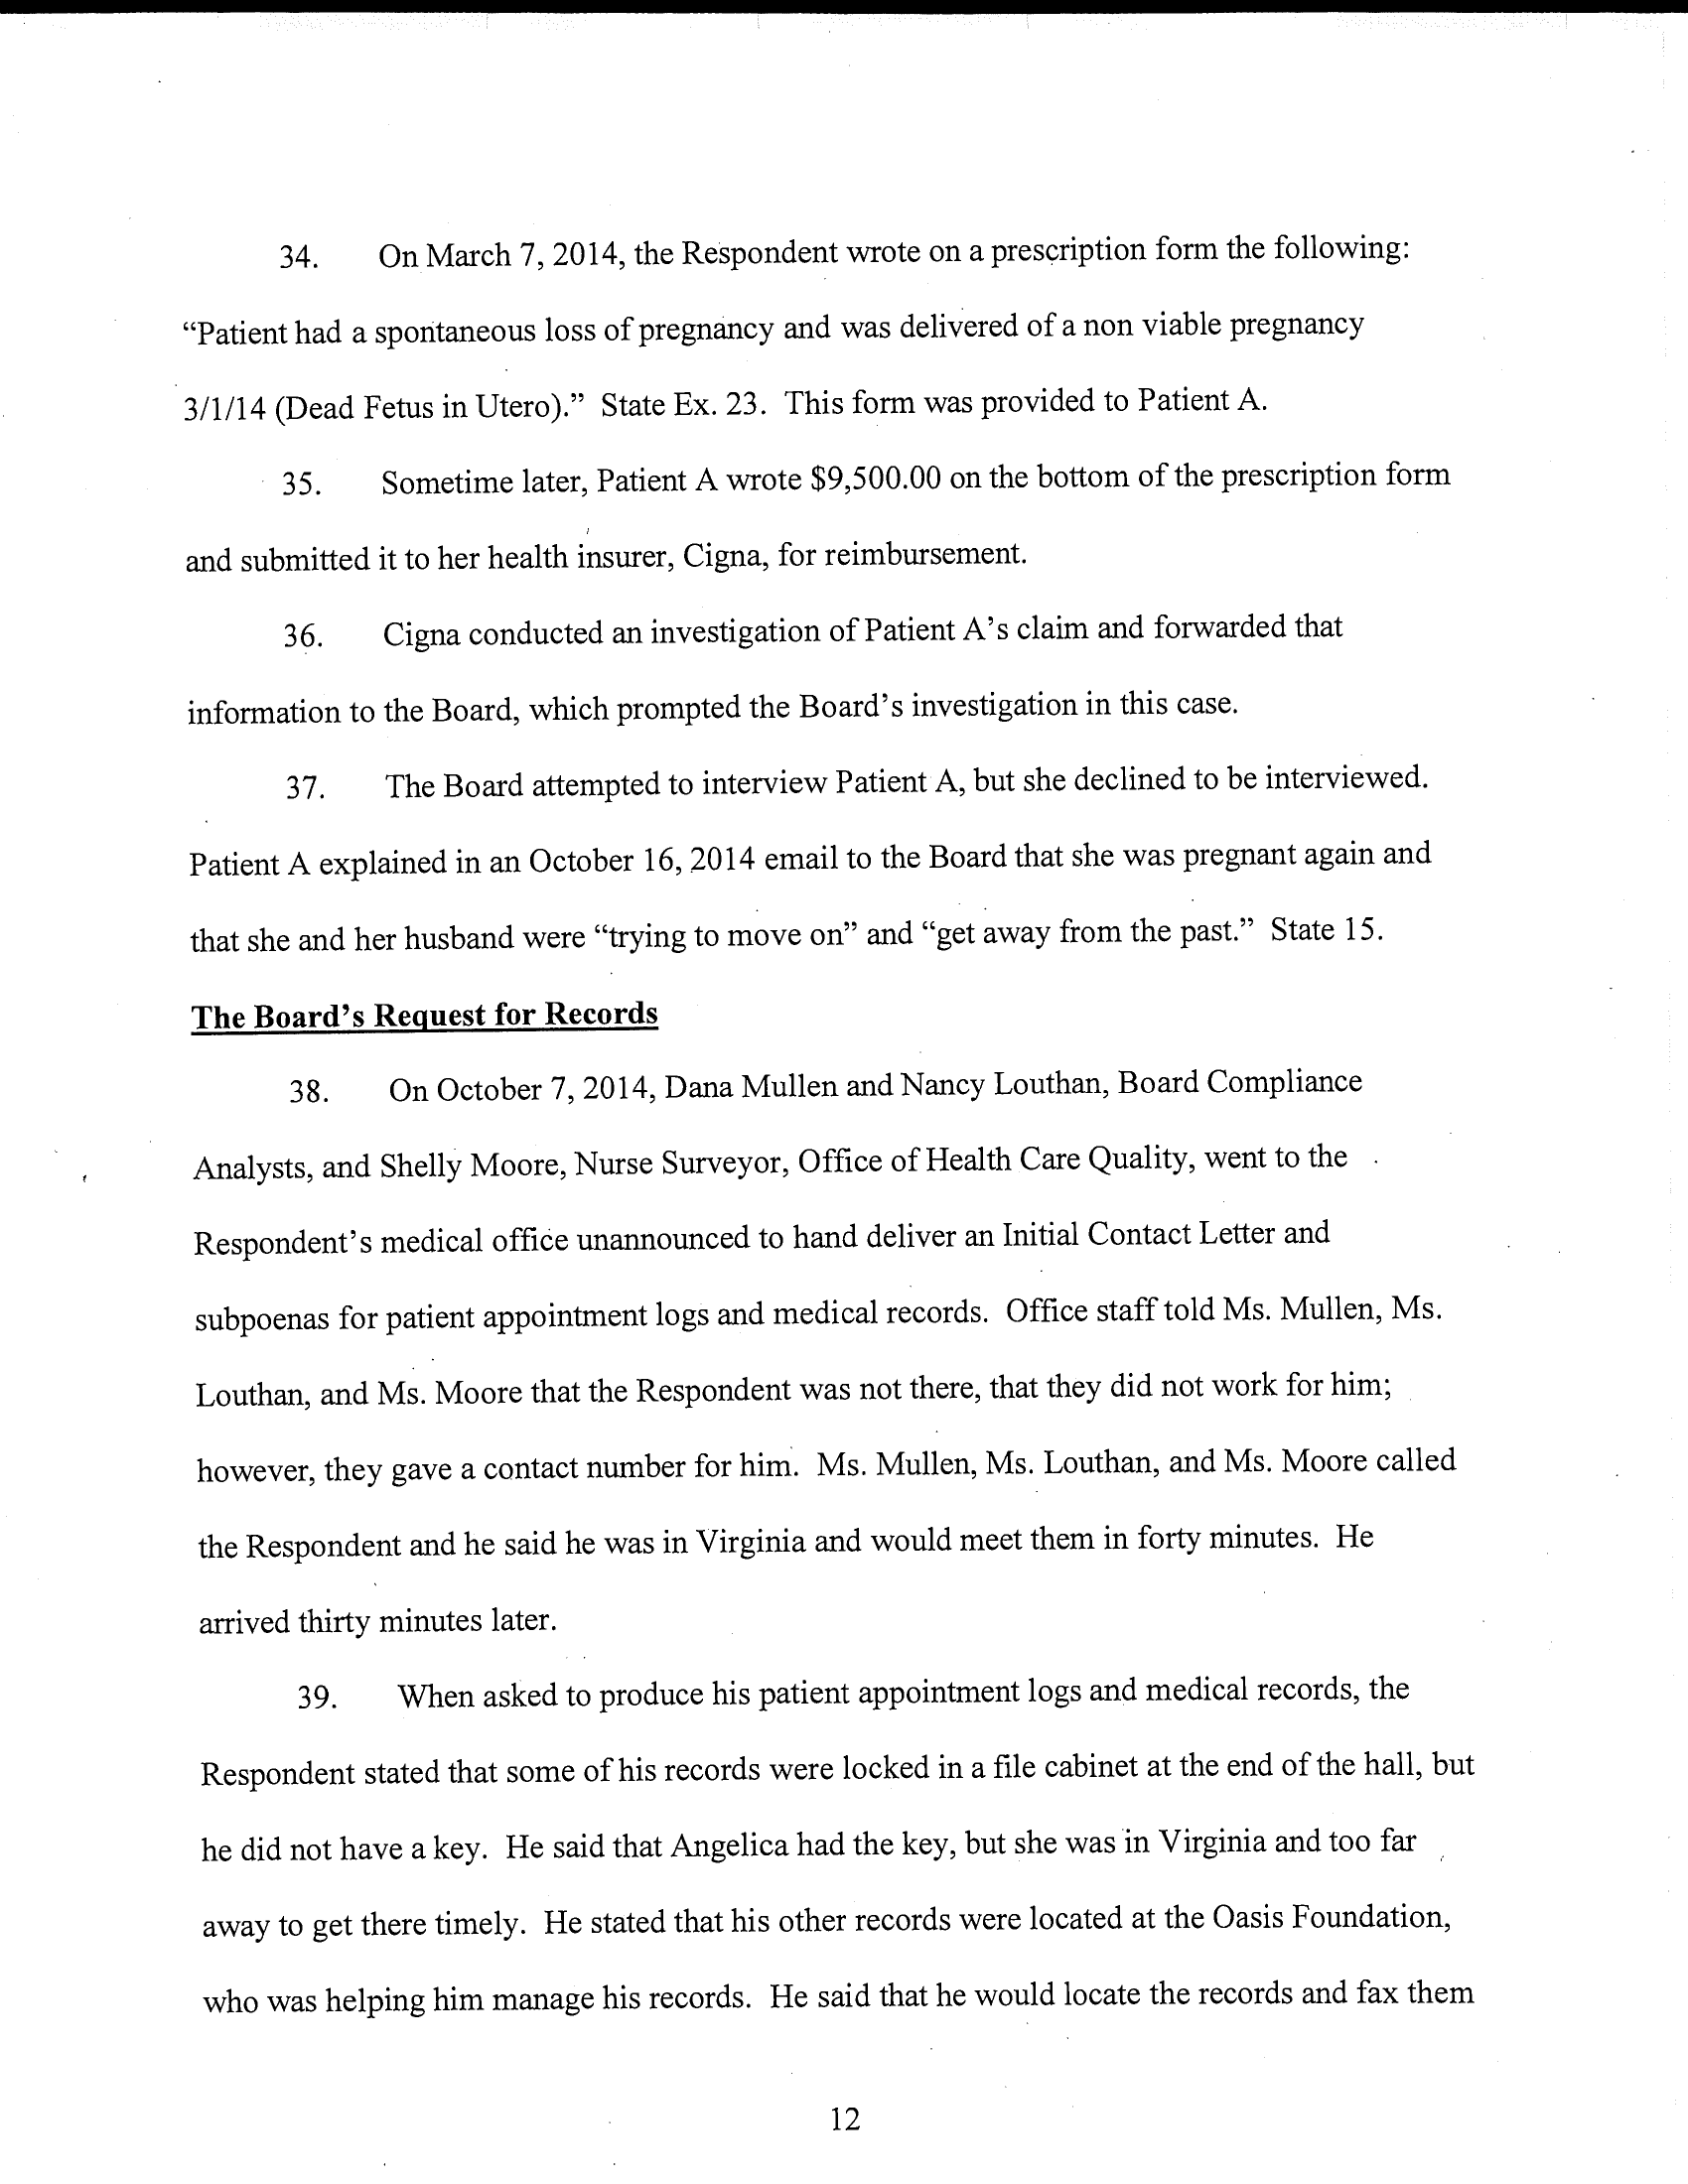 34. On March 7, 2014, the Respondent wrote on a prescription form the following:
“Patient had a spontaneous loss of pregnancy and was delivered of a non viable pregnancy
3/1/14 (Dead Fetus in Utero).” State Ex. 23. This form was provided to Patient A.
35. Sometime later, Patient A wrote $9,500.00 on the bottom of the prescription form
and submitted it to her health insurer, Cigna, for reimbursement.
36. Cigna conducted an investigation of Patient A’s claim and forwarded that
information to the Board, which prompted the Board’s investigation in this case.
37. The Board attempted to interview Patient A, but she declined to be interviewed.
Patient A explained in an October 16, 2014 email to the Board that she was pregnant again and
that she and her husband were “trying to move on” and “get away from the past.” State 15.
The Board’s Request for Records
38. On October 7, 2014, Dana Mullen and Nancy Louthan, Board Compliance
Analysts, and Shelly Moore, Nurse Surveyor, Office of Health Care Quality, went to the
Respondent’s medical office unannounced to hand deliver an Initial Contact Letter and
subpoenas for patient appointment logs and medical records. Office staff told Ms. Mullen, Ms.
Louthan, and Ms. Moore that the Respondent was not there, that they did not work for him;
however, they gave a contact number for him. Ms. Mullen, Ms. Louthan, and Ms. Moore called
the Respondent and he said he was in Virginia and would meet them in forty minutes. He
arrived thirty minutes later.
39. When asked to produce his patient appointment logs and medical records, the
Respondent stated that some of his records were locked in a file cabinet at the end of the hall, but
he did not have a key. He said that Angelica had the key, but she was in Virginia and too far
away to get there timely. He stated that his other records were located at the Oasis Foundation,
who was helping him manage his records. He said that he would locate the records and fax them
12